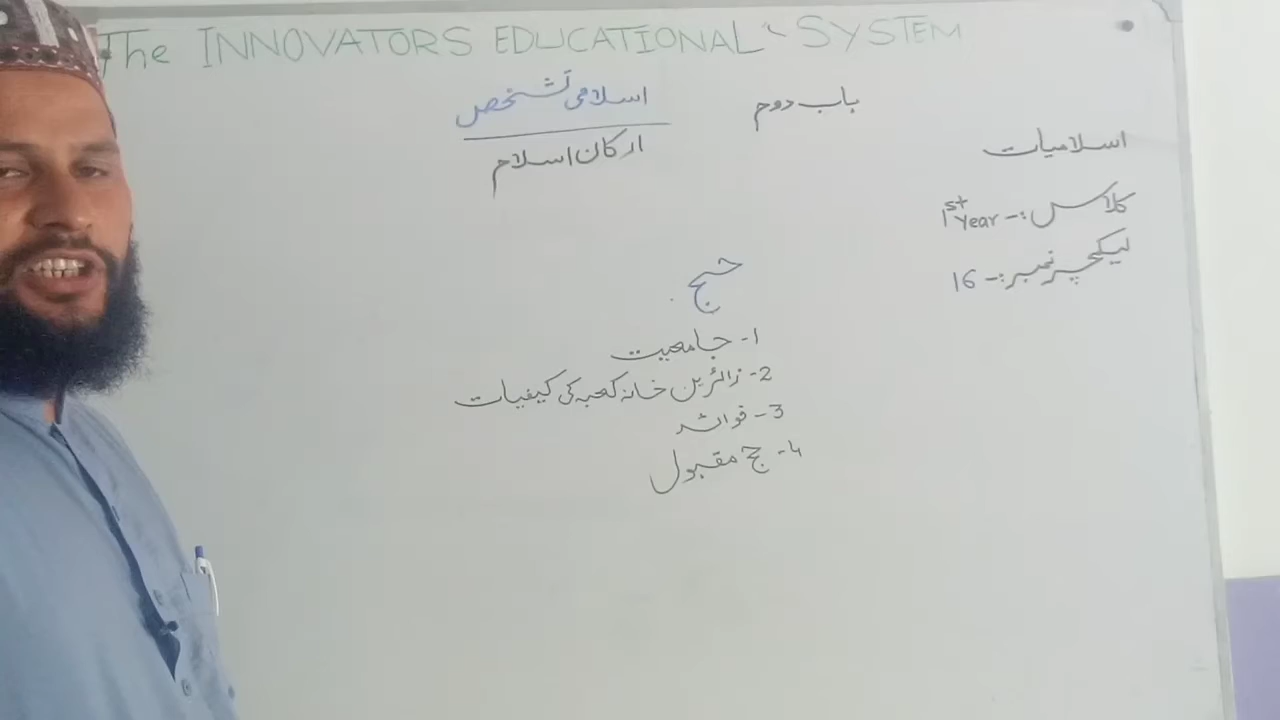 The INNOVATORS EDUCATIONAL SYSTEM
باب دوم
اسلامی تشخص
ارکان اسلام
اسلامیات
کلاس :- 1st Year
لیکچر نمبر :- 16
حج
1- جامعیت
2- زائرین خانہ کعبہ کی کیفیات
3- فوائد
4- حج مقبول